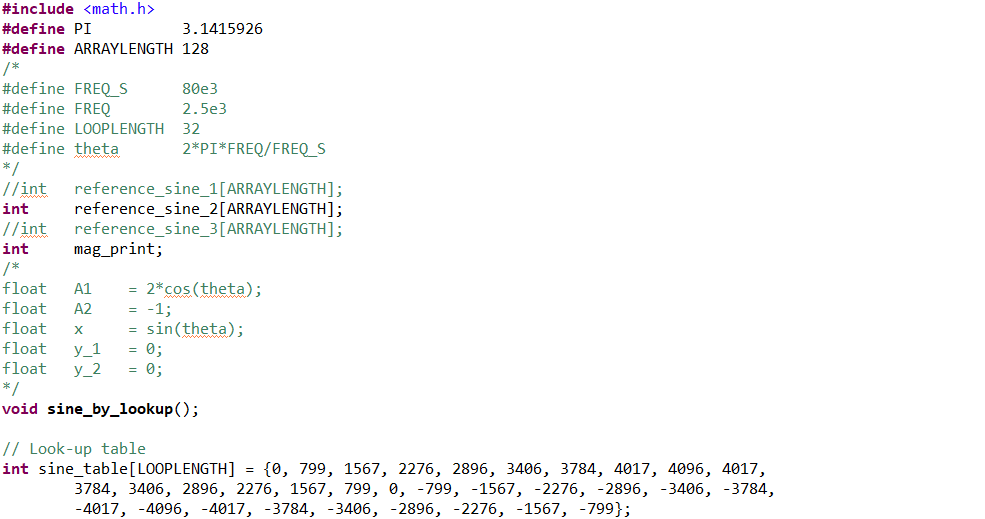 #include <math.h>
#define PI          3.1415926
#define ARRAYLENGTH 128
/*
#define FREQ_S      80e3
#define FREQ        2.5e3
#define LOOPLENGTH  32
#define theta       2*PI*FREQ/FREQ_S
*/
//int   reference_sine_1[ARRAYLENGTH];
int     reference_sine_2[ARRAYLENGTH];
//int   reference_sine_3[ARRAYLENGTH];
int     mag_print;
/*
float   A1    = 2*cos(theta);
float   A2    = -1;
float   x     = sin(theta);
float   y_1   = 0;
float   y_2   = 0;
*/
void sine_by_lookup();

// Look-up table
int sine_table[LOOPLENGTH] = {0, 799, 1567, 2276, 2896, 3406, 3784, 4017, 4096, 4017,
        3784, 3406, 2896, 2276, 1567, 799, 0, -799, -1567, -2276, -2896, -3406, -3784,
        -4017, -4096, -4017, -3784, -3406, -2896, -2276, -1567, -799};